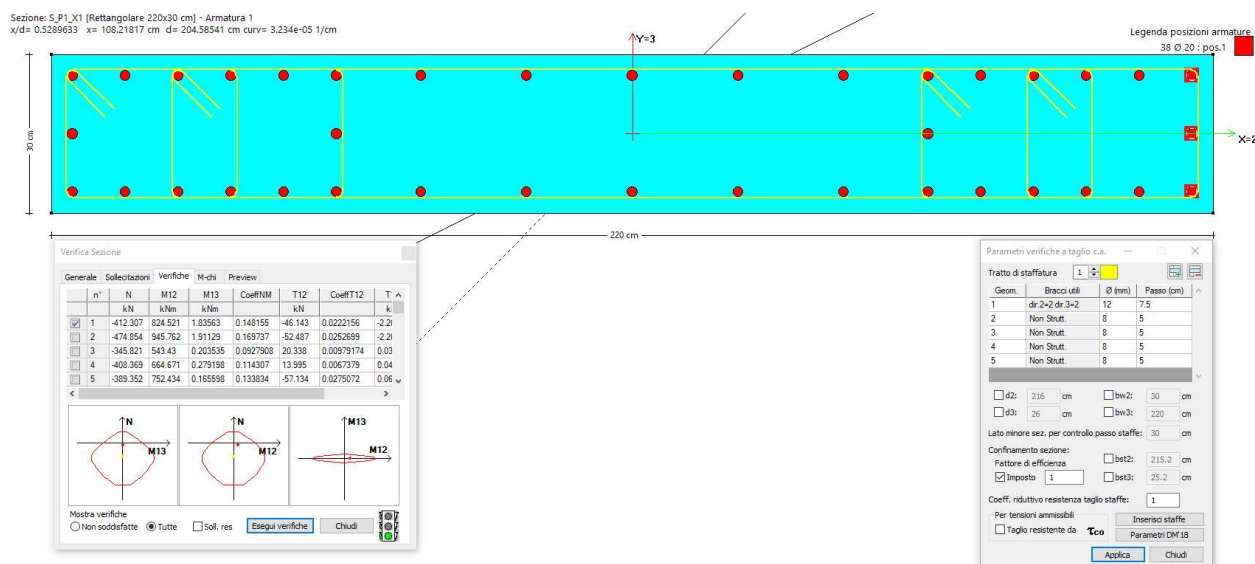 Sezione: S_P1_X1 [Rettangolare 220x30 cm] - Armatura 1
x/d= 0.5289633 x= 108.21817 cm d= 204.58541 cm curv= 3.234e-05 1/cm
Legenda posizioni armature
38 Ø 20 : pos.1
Y=3
X=2
30 cm
220 cm
Verifica Sezione
Generale Sollecitazioni Verifiche M-chi Preview
n° N M12 M13 CoeffNM T12 CoeffT12 T
kN kNm kNm kN k
1 -412.307 824.521 1.83563 0.148155 -46.143 0.0222156 -2.20
2 -474.854 945.762 1.91129 0.169737 -52.487 0.0252699 -2.20
3 -345.821 543.43 0.203535 0.0927908 20.338 0.00979174 0.03
4 -408.369 664.671 0.279198 0.114307 13.995 0.0067379 0.04
5 -389.352 752.434 0.165598 0.133834 -57.134 0.0275072 0.06
N M13
N M12
M13 M12
Mostra verifiche
Non soddisfatte Tutte Soll. res Esegui verifiche Chiudi
Parametri verifiche a taglio c.a.
Tratto di staffatura 1
Geom. Bracci utili Ø (mm) Passo (cm)
1 dir.2=2 dir.3=2 12 7.5
2 Non Strutt. 8 5
3 Non Strutt. 8 5
4 Non Strutt. 8 5
5 Non Strutt. 8 5
d2: 216 cm bw2: 30 cm
d3: 26 cm bw3: 220 cm
Lato minore sez. per controllo passo staffe: 30 cm
Confinamento sezione:
Fattore di efficienza
Imposto 1
bst2: 215.2 cm
bst3: 25.2 cm
Coeff. riduttivo resistenza taglio staffe: 1
Per tensioni ammissibili
Taglio resistente da τco
Inserisci staffe
Parametri DM'18
Applica Chiudi